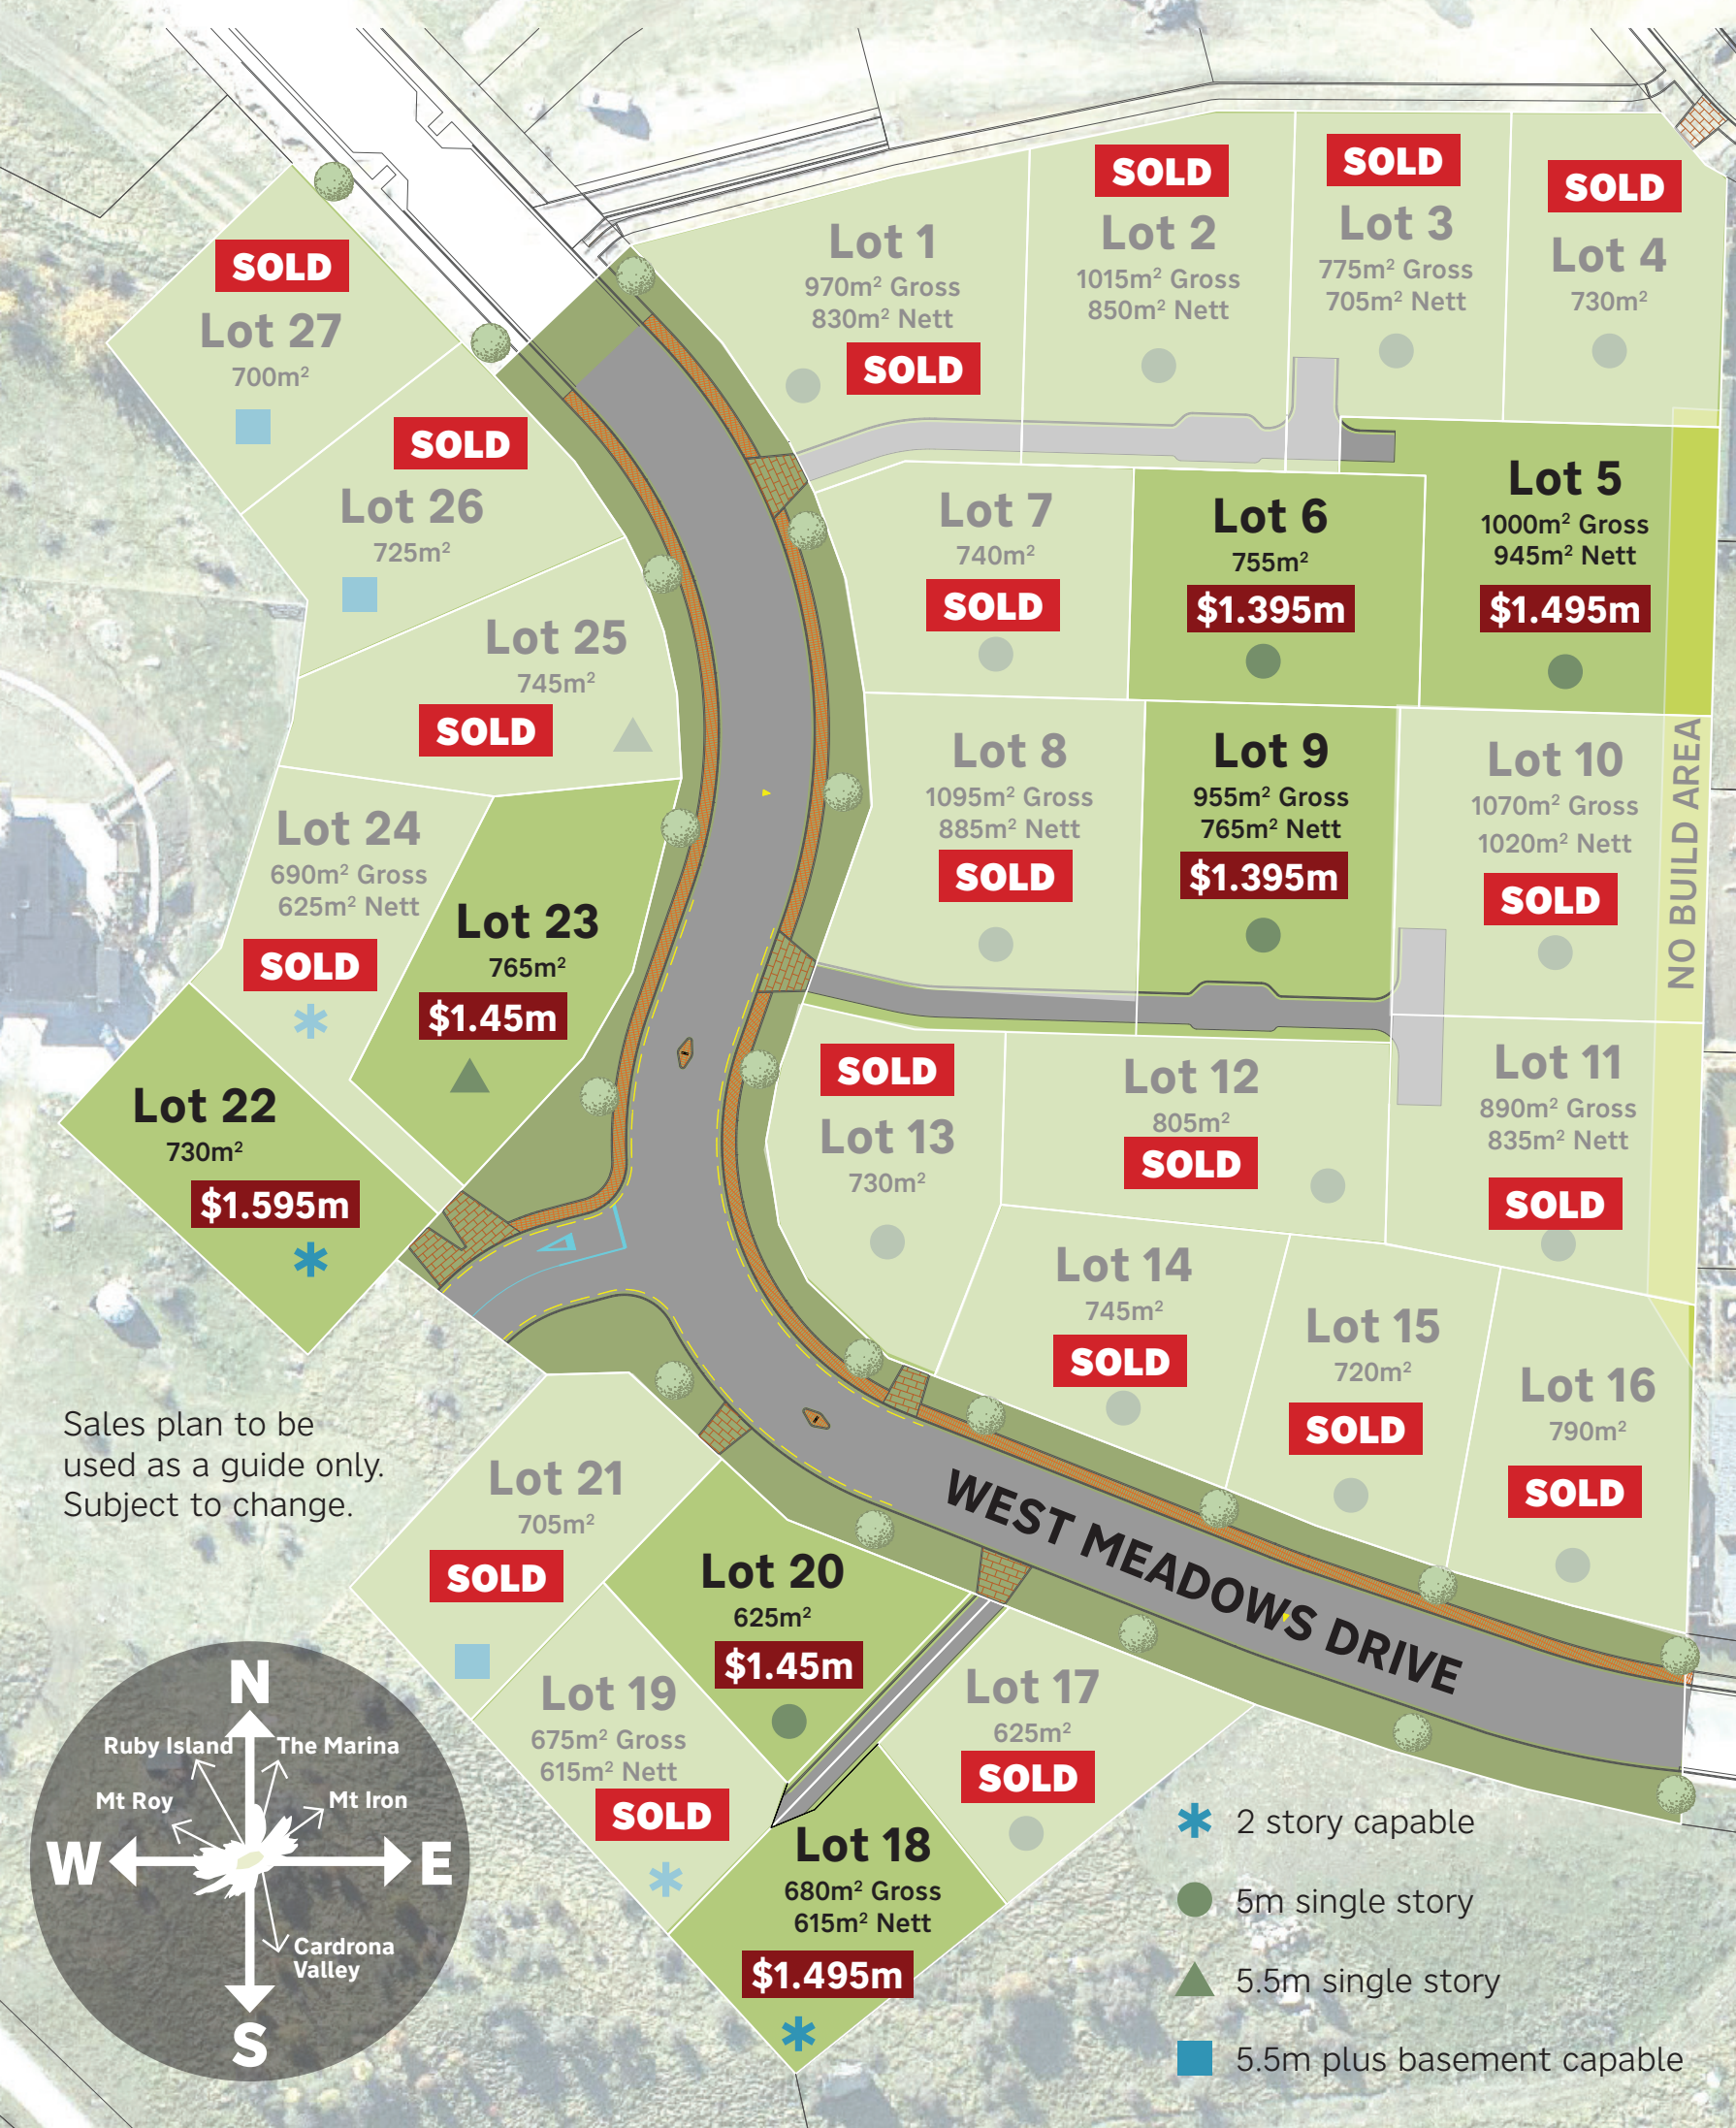 SOLD
Lot 27
700m²
SOLD
Lot 26
725m²
Lot 25
745m²
SOLD
Lot 24
690m² Gross
625m² Nett
SOLD
Lot 23
765m²
$1.45m
Lot 22
730m²
$1.595m
Lot 1
970m² Gross
830m² Nett
SOLD
SOLD
Lot 2
1015m² Gross
850m² Nett
SOLD
Lot 3
775m² Gross
705m² Nett
SOLD
Lot 4
730m²
Lot 7
740m²
SOLD
Lot 6
755m²
$1.395m
Lot 5
1000m² Gross
945m² Nett
$1.495m
Lot 8
1095m² Gross
885m² Nett
SOLD
Lot 9
955m² Gross
765m² Nett
$1.395m
Lot 10
1070m² Gross
1020m² Nett
SOLD
NO BUILD AREA
SOLD
Lot 13
730m²
Lot 12
805m²
SOLD
Lot 11
890m² Gross
835m² Nett
SOLD
Lot 14
745m²
SOLD
Lot 15
720m²
SOLD
Lot 16
790m²
SOLD
WEST MEADOWS DRIVE
Sales plan to be
used as a guide only.
Subject to change.
Lot 21
705m²
SOLD
Lot 20
625m²
$1.45m
Lot 19
675m² Gross
615m² Nett
SOLD
Lot 17
625m²
SOLD
Lot 18
680m² Gross
615m² Nett
$1.495m
N
Ruby Island
The Marina
Mt Roy
Mt Iron
W
E
Cardrona
Valley
S
2 story capable
5m single story
5.5m single story
5.5m plus basement capable